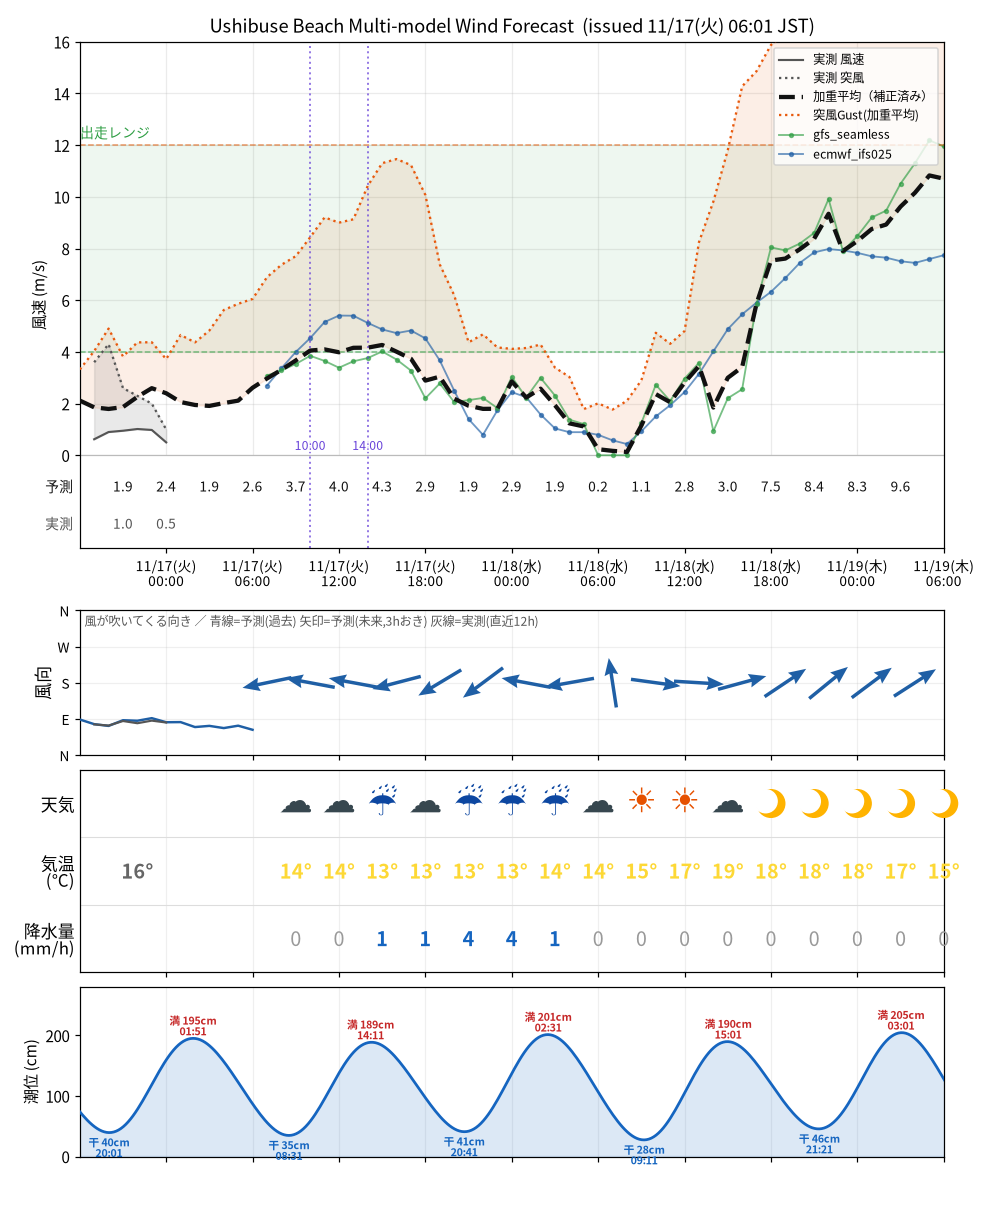 Ushibuse Beach Multi-model Wind Forecast (issued 11/17(火) 06:01 JST)
風速 (m/s)
16
14
12
10
8
6
4
2
0
出走レンジ
実測 風速
実測 突風
加重平均（補正済み）
突風Gust(加重平均)
gfs_seamless
ecmwf_ifs025
10:00 14:00
予測 1.9 2.4 1.9 2.6 3.7 4.0 4.3 2.9 1.9 2.9 1.9 0.2 1.1 2.8 3.0 7.5 8.4 8.3 9.6
実測 1.0 0.5
11/17(火) 11/17(火) 11/17(火) 11/17(火) 11/18(水) 11/18(水) 11/18(水) 11/18(水) 11/19(木) 11/19(木)
00:00 06:00 12:00 18:00 00:00 06:00 12:00 18:00 00:00 06:00
風向
N
W
S
E
N
風が吹いてくる向き ／ 青線=予測(過去) 矢印=予測(未来,3hおき) 灰線=実測(直近12h)
天気
気温
(℃)
16° 14° 14° 13° 13° 13° 13° 14° 14° 15° 17° 19° 18° 18° 18° 17° 15°
降水量
(mm/h)
0 0 1 1 4 4 1 0 0 0 0 0 0 0 0 0
潮位 (cm)
200
100
0
満 195cm
01:51
満 189cm
14:11
満 201cm
02:31
満 190cm
15:01
満 205cm
03:01
干 40cm
20:01
干 35cm
08:31
干 41cm
20:41
干 28cm
09:11
干 46cm
21:21